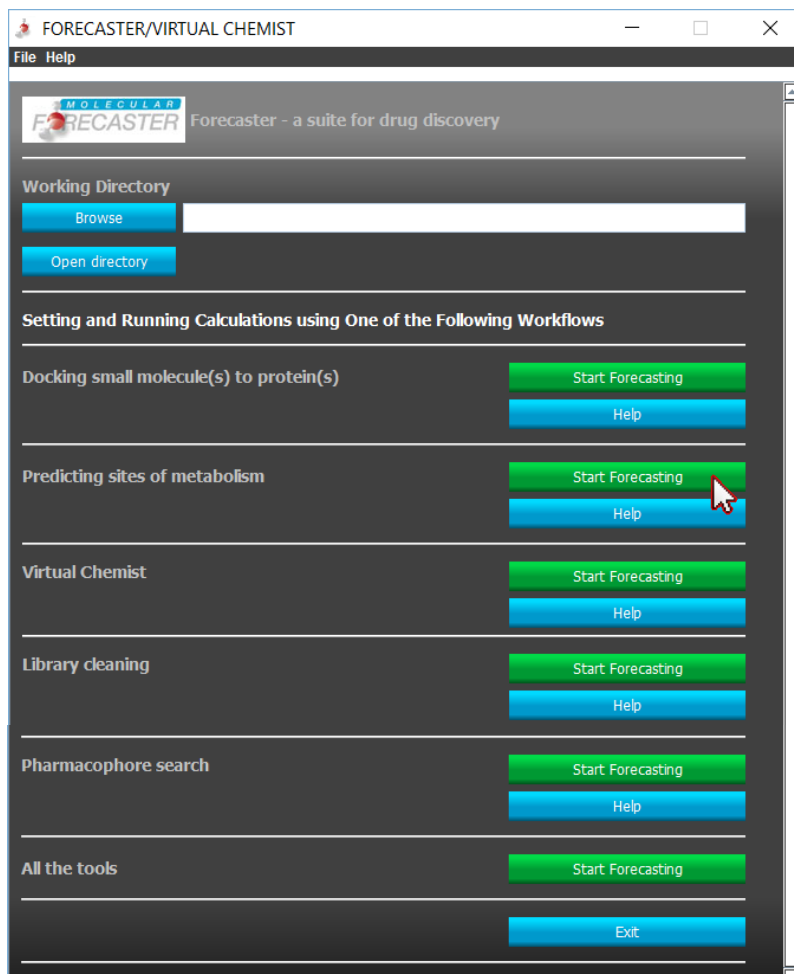 FORECASTER/VIRTUAL CHEMIST
File Help
MOLECULAR
FORECASTER
Forecaster - a suite for drug discovery
Working Directory
Browse
Open directory
Setting and Running Calculations using One of the Following Workflows
Docking small molecule(s) to protein(s)
Start Forecasting
Help
Predicting sites of metabolism
Start Forecasting
Help
Virtual Chemist
Start Forecasting
Help
Library cleaning
Start Forecasting
Help
Pharmacophore search
Start Forecasting
Help
All the tools
Start Forecasting
Exit